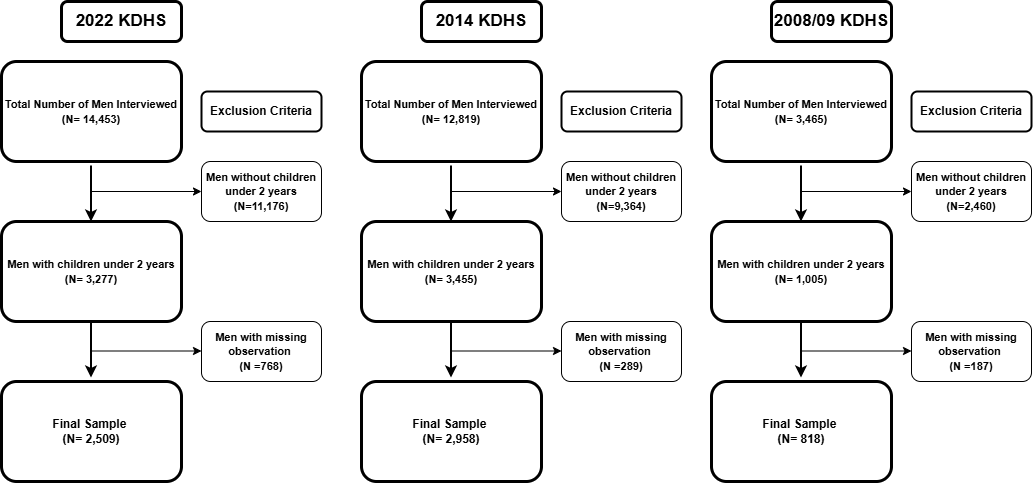 2022 KDHS
Total Number of Men Interviewed
(N= 14,453)
Exclusion Criteria
Men without children
under 2 years
(N=11,176)
Men with children under 2 years
(N= 3,277)
Men with missing
observation
(N =768)
Final Sample
(N= 2,509)
2014 KDHS
Total Number of Men Interviewed
(N= 12,819)
Exclusion Criteria
Men without children
under 2 years
(N=9,364)
Men with children under 2 years
(N= 3,455)
Men with missing
observation
(N =289)
Final Sample
(N= 2,958)
2008/09 KDHS
Total Number of Men Interviewed
(N= 3,465)
Exclusion Criteria
Men without children
under 2 years
(N=2,460)
Men with children under 2 years
(N= 1,005)
Men with missing
observation
(N =187)
Final Sample
(N= 818)